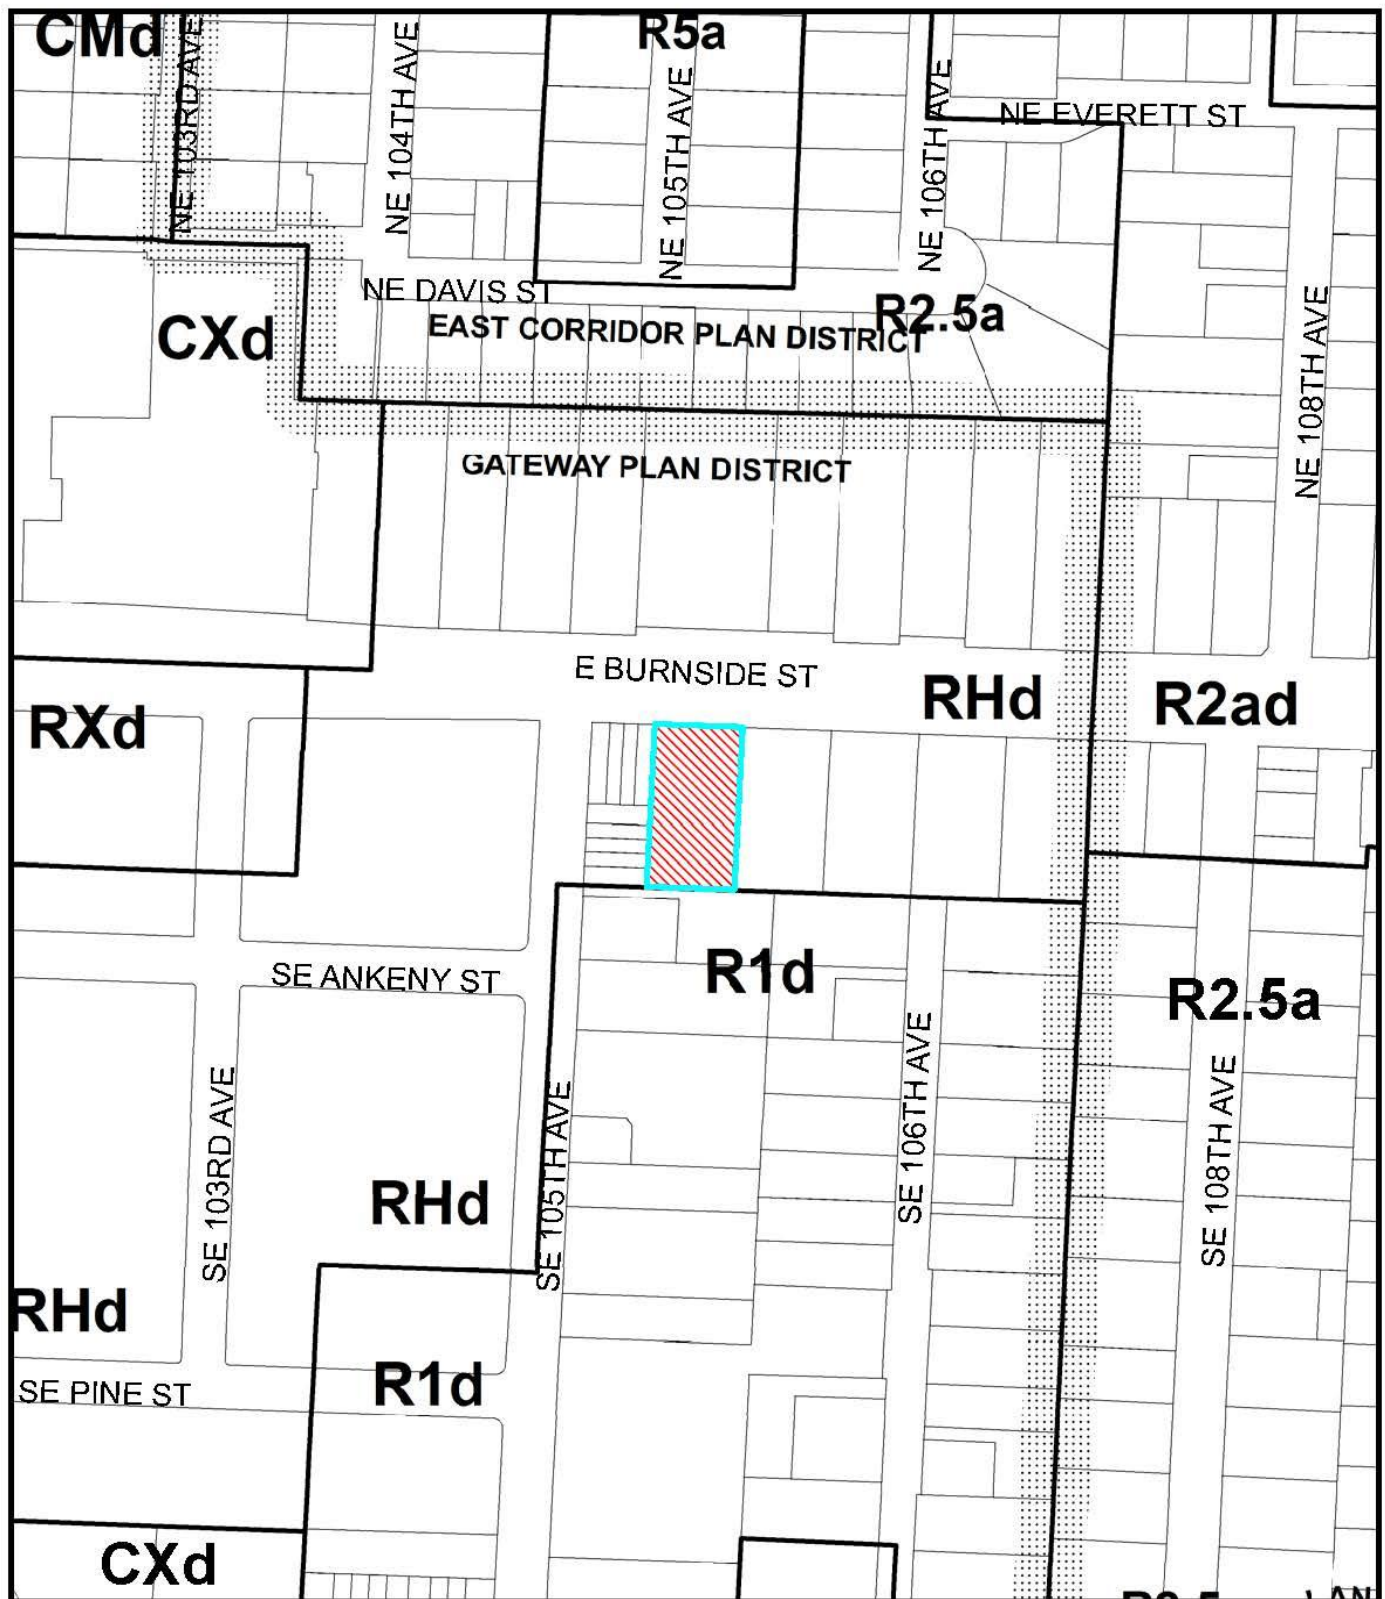 CMd
R5a
NE 103RD AVE
NE 104TH AVE
NE 105TH AVE
NE 106TH AVE
NE EVERETT ST
NE DAVIS ST
R2.5a
CXd
EAST CORRIDOR PLAN DISTRICT
NE 108TH AVE
GATEWAY PLAN DISTRICT
E BURNSIDE ST
RHd
R2ad
RXd
SE ANKENY ST
R1d
R2.5a
SE 103RD AVE
SE 105TH AVE
SE 106TH AVE
SE 108TH AVE
RHd
RHd
R1d
SE PINE ST
CXd